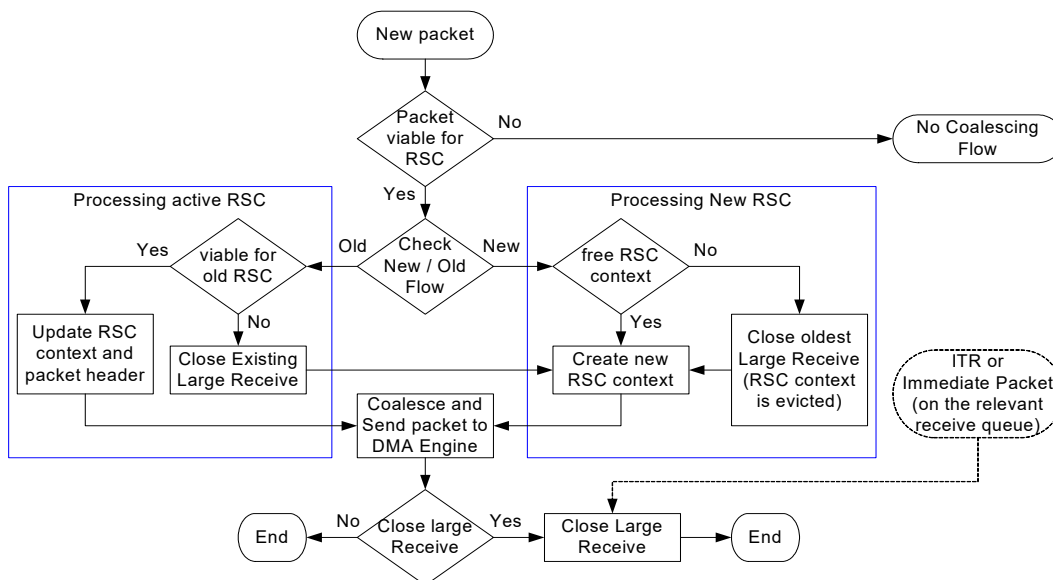 New packet
Packet
viable for
RSC
No
No Coalescing
Flow
Yes
Processing active RSC
Processing New RSC
Yes
viable for
old RSC
Old
Check
New / Old
Flow
New
free RSC
context
No
No
Yes
Update RSC
context and
packet header
Close Existing
Large Receive
Create new
RSC context
Close oldest
Large Receive
(RSC context
is evicted)
ITR or
Immediate Packet
(on the relevant
receive queue)
Coalesce and
Send packet to
DMA Engine
End
No
Close large
Receive
Yes
Close Large
Receive
End